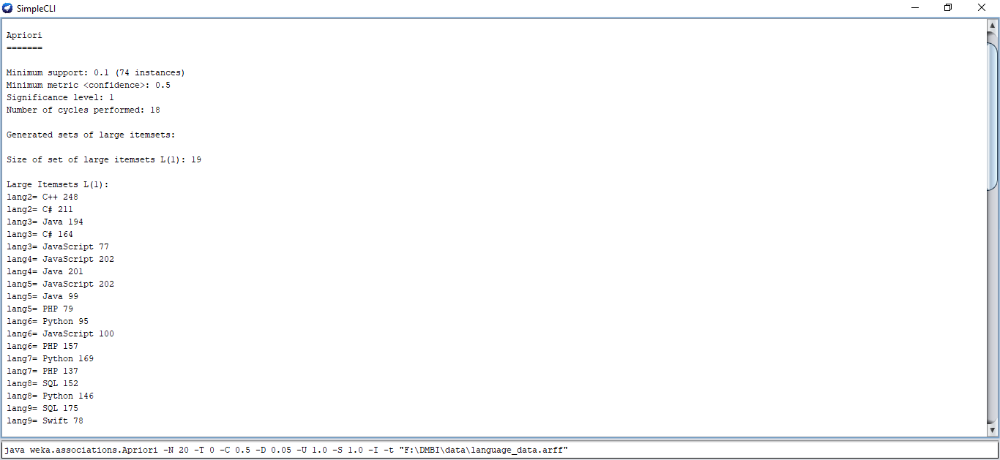 SimpleCLI
Apriori
=======
Minimum support: 0.1 (74 instances)
Minimum metric <confidence>: 0.5
Significance level: 1
Number of cycles performed: 18
Generated sets of large itemsets:
Size of set of large itemsets L(1): 19
Large Itemsets L(1):
lang2= C++ 248
lang2= C# 211
lang3= Java 194
lang3= C# 164
lang3= JavaScript 77
lang4= JavaScript 202
lang4= Java 201
lang5= JavaScript 202
lang5= Java 99
lang5= PHP 79
lang6= Python 95
lang6= JavaScript 100
lang6= PHP 157
lang7= Python 169
lang7= PHP 137
lang8= SQL 152
lang8= Python 146
lang9= SQL 175
lang9= Swift 78
java weka.associations.Apriori -N 20 -T 0 -C 0.5 -D 0.05 -U 1.0 -S 1.0 -I -t "F:\DMBI\data\language_data.arff"